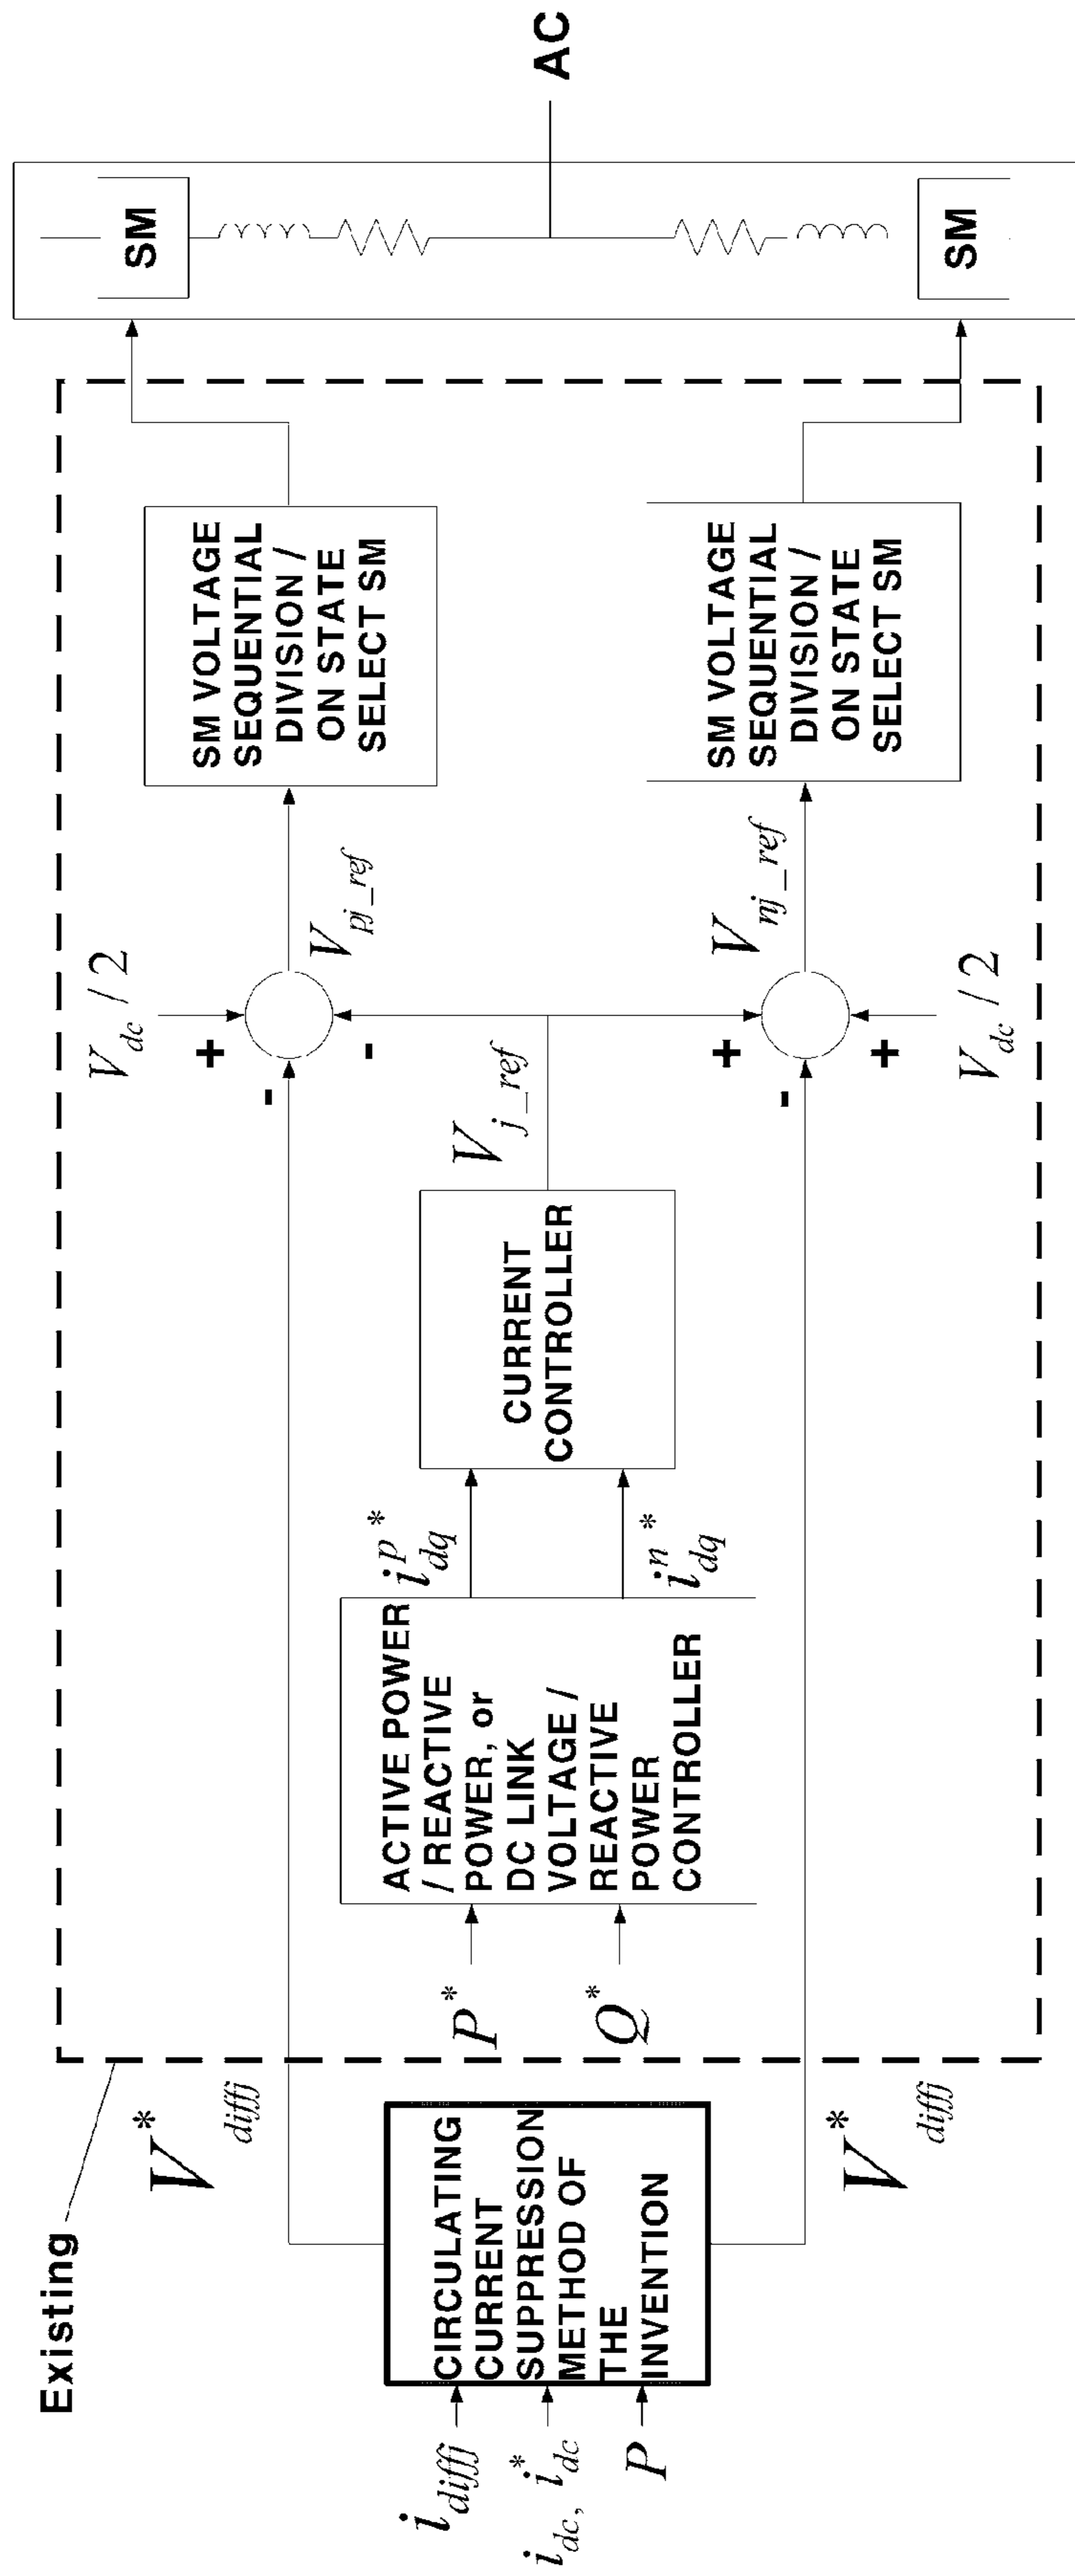 Existing
i_diffj
i_dc, i*_dc
P
CIRCULATING
CURRENT
SUPPRESSION
METHOD OF
THE
INVENTION
V*_diffj
V*_diffj
P*
Q*
ACTIVE POWER
/ REACTIVE
POWER, or
DC LINK
VOLTAGE /
REACTIVE
POWER
CONTROLLER
i^p*_dq
i^n*_dq
CURRENT
CONTROLLER
V_j_ref
V_dc / 2
+
-
-
V_pj_ref
+
-
+
V_dc / 2
V_nj_ref
SM VOLTAGE
SEQUENTIAL
DIVISION /
ON STATE
SELECT SM
SM VOLTAGE
SEQUENTIAL
DIVISION /
ON STATE
SELECT SM
SM
SM
AC